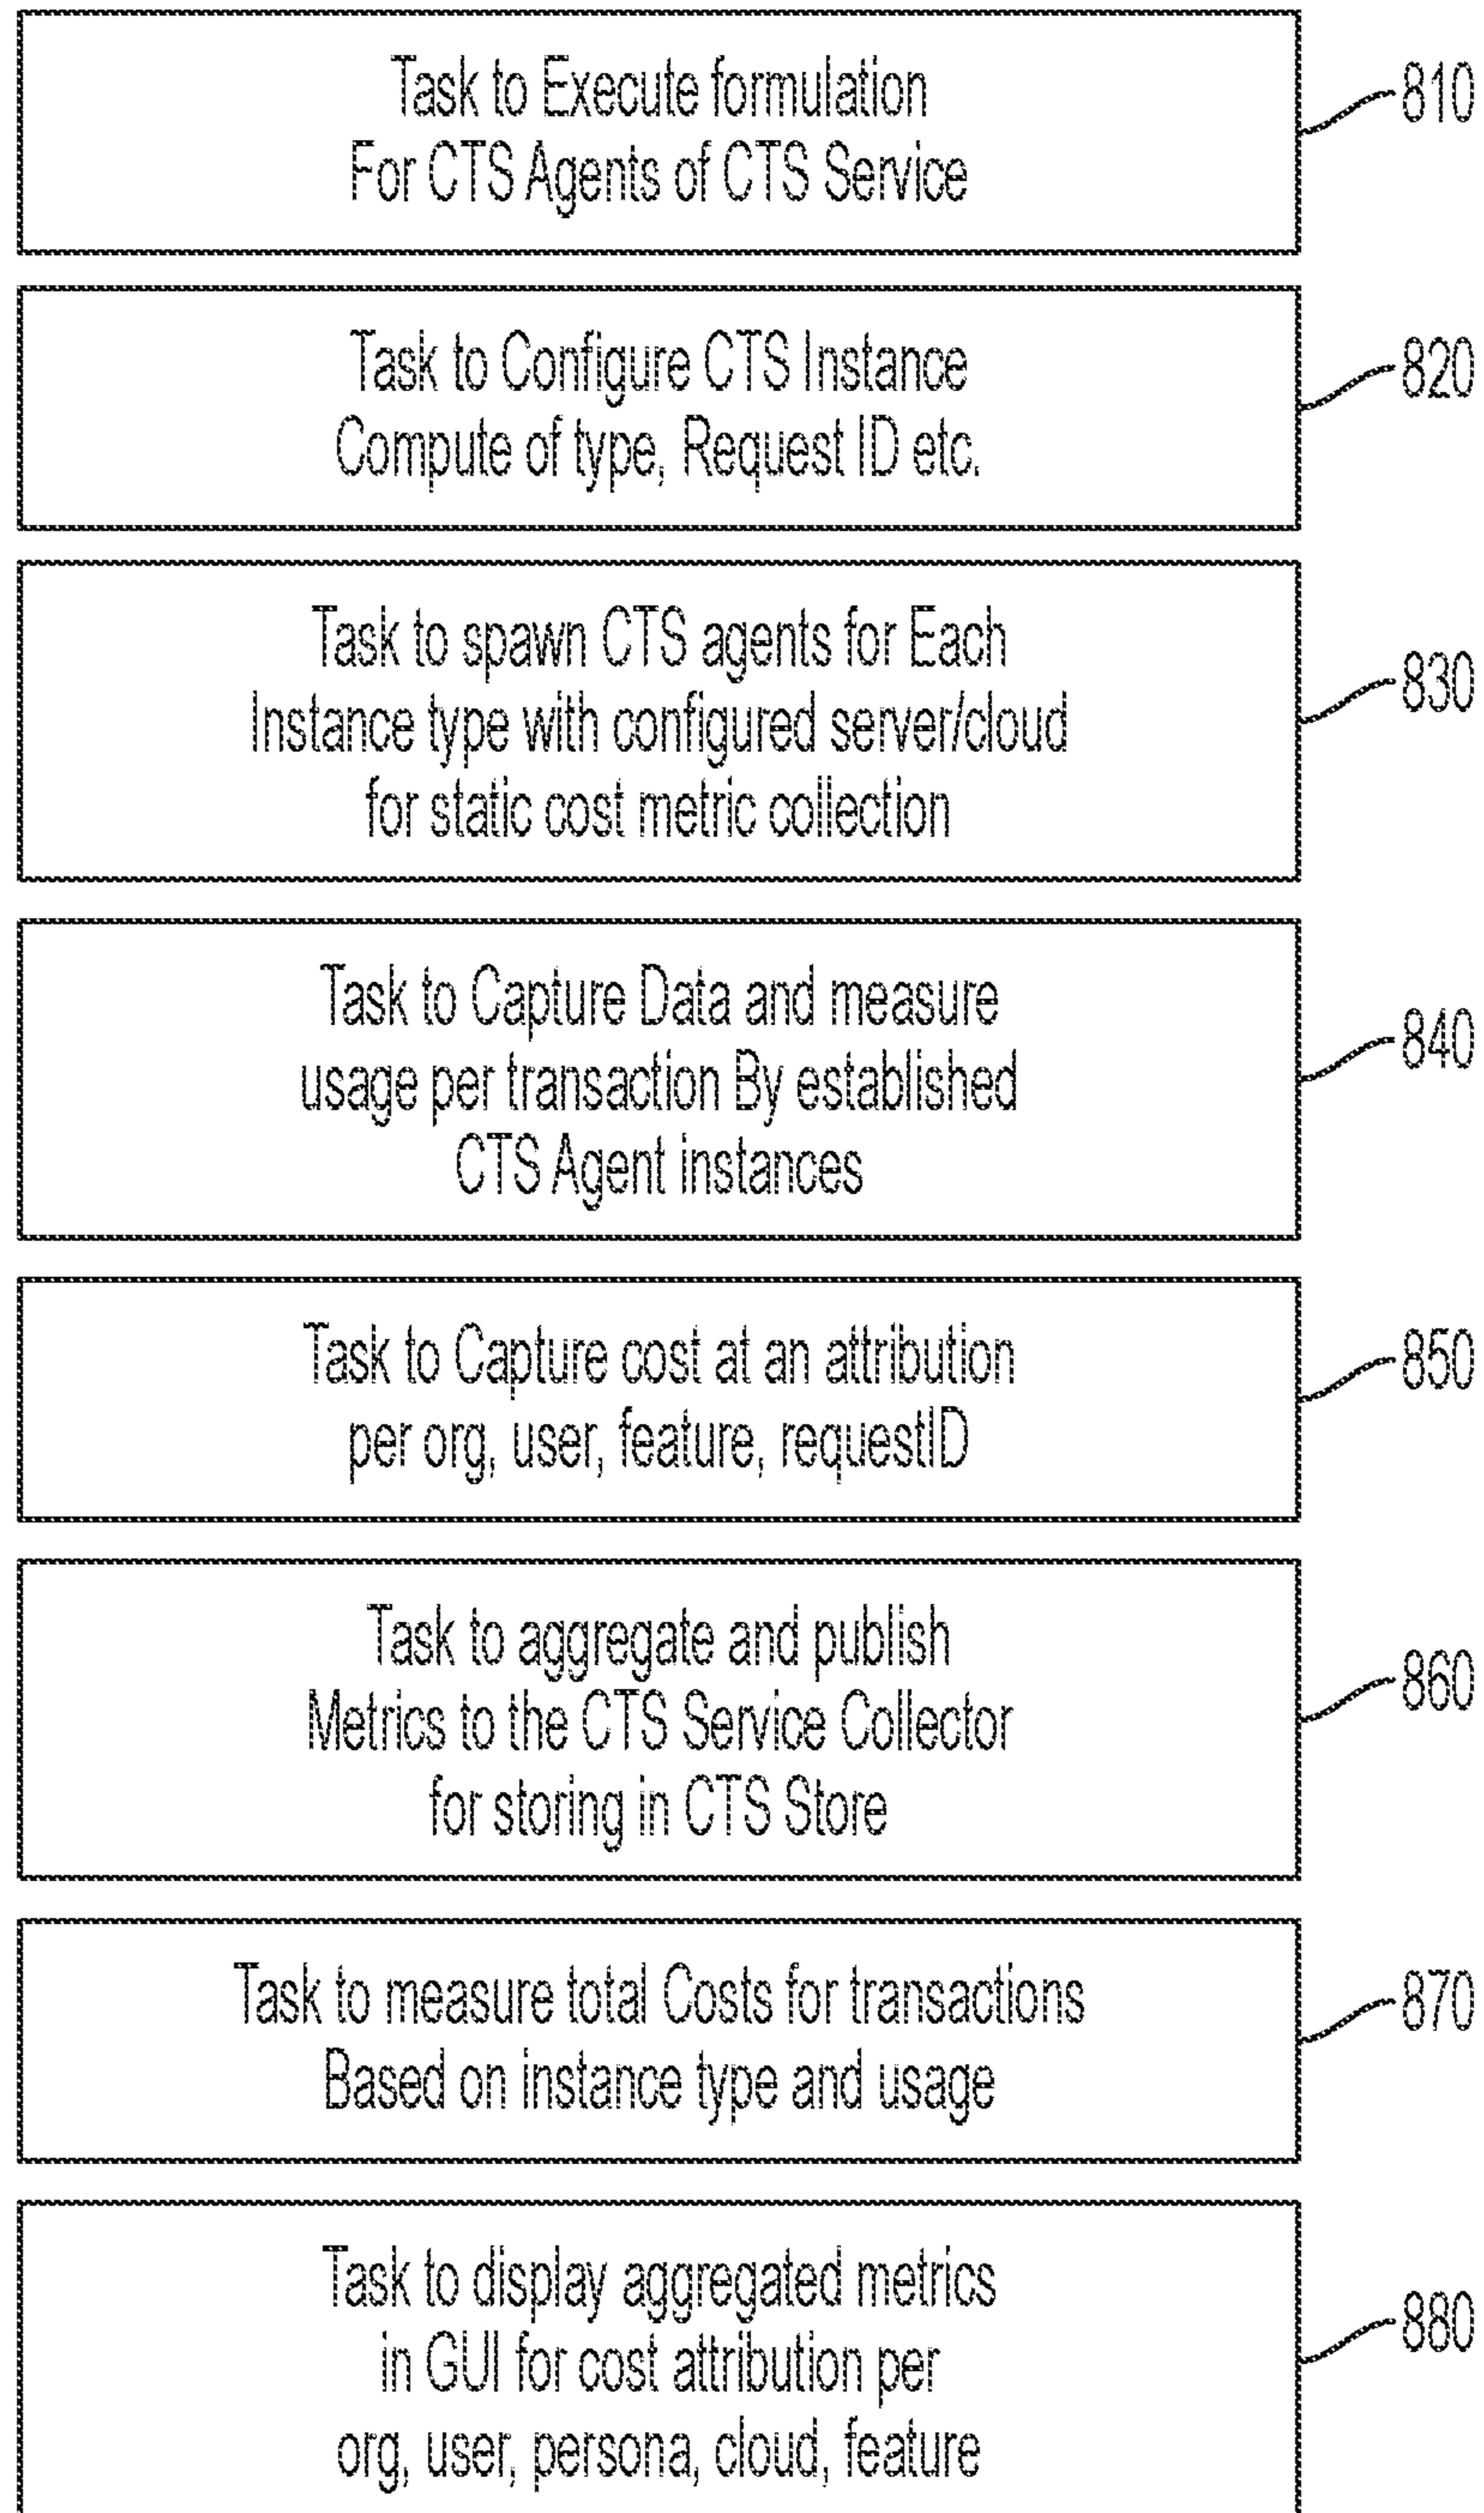 Task to Execute formulation
For CTS Agents of CTS Service
810
Task to Configure CTS Instance
Compute of type, Request ID etc.
820
Task to spawn CTS agents for Each
Instance type with configured server/cloud
for static cost metric collection
830
Task to Capture Data and measure
usage per transaction By established
CTS Agent instances
840
Task to Capture cost at an attribution
per org, user, feature, requestID
850
Task to aggregate and publish
Metrics to the CTS Service Collector
for storing in CTS Store
860
Task to measure total Costs for transactions
Based on instance type and usage
870
Task to display aggregated metrics
in GUI for cost attribution per
org, user, persona, cloud, feature
880